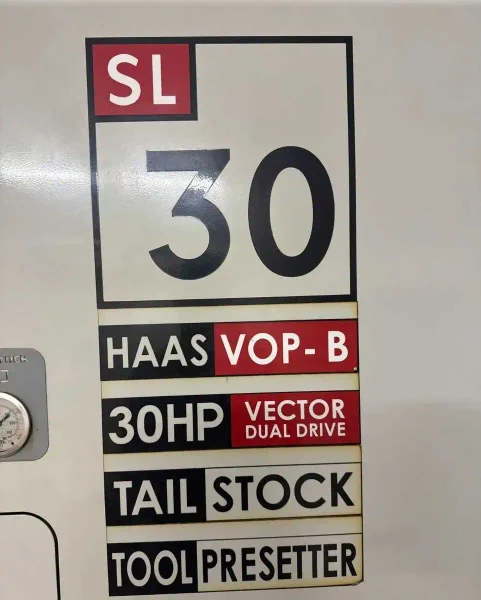 SL
30
HAAS VOP- B
30HP VECTOR
DUAL DRIVE
TAIL STOCK
TOOL PRESETTER